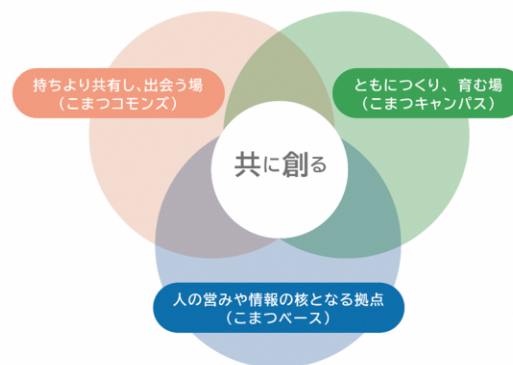 持ちより共有し、出会う場
（こまつコモンズ）
ともにつくり、育む場
（こまつキャンパス）
共に創る
人の営みや情報の核となる拠点
（こまつベース）